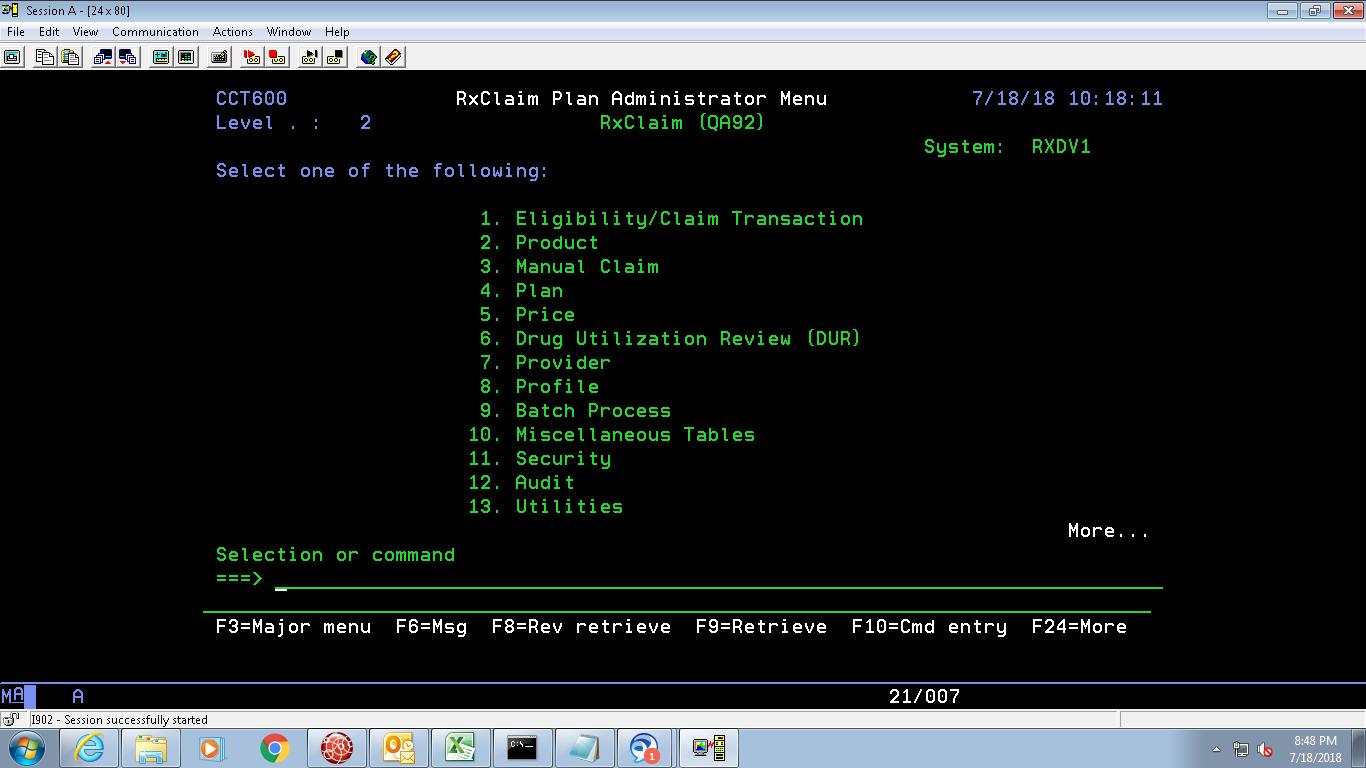 Session A - [24 x 80]
File Edit View Communication Actions Window Help
CCT600 RxClaim Plan Administrator Menu 7/18/18 10:18:11
Level . : 2 RxClaim (QA92)
System: RXDV1
Select one of the following:
1. Eligibility/Claim Transaction
2. Product
3. Manual Claim
4. Plan
5. Price
6. Drug Utilization Review (DUR)
7. Provider
8. Profile
9. Batch Process
10. Miscellaneous Tables
11. Security
12. Audit
13. Utilities
More...
Selection or command
===>
F3=Major menu F6=Msg F8=Rev retrieve F9=Retrieve F10=Cmd entry F24=More
MA A 21/007
I902 - Session successfully started
C:\
1
8:48 PM
7/18/2018